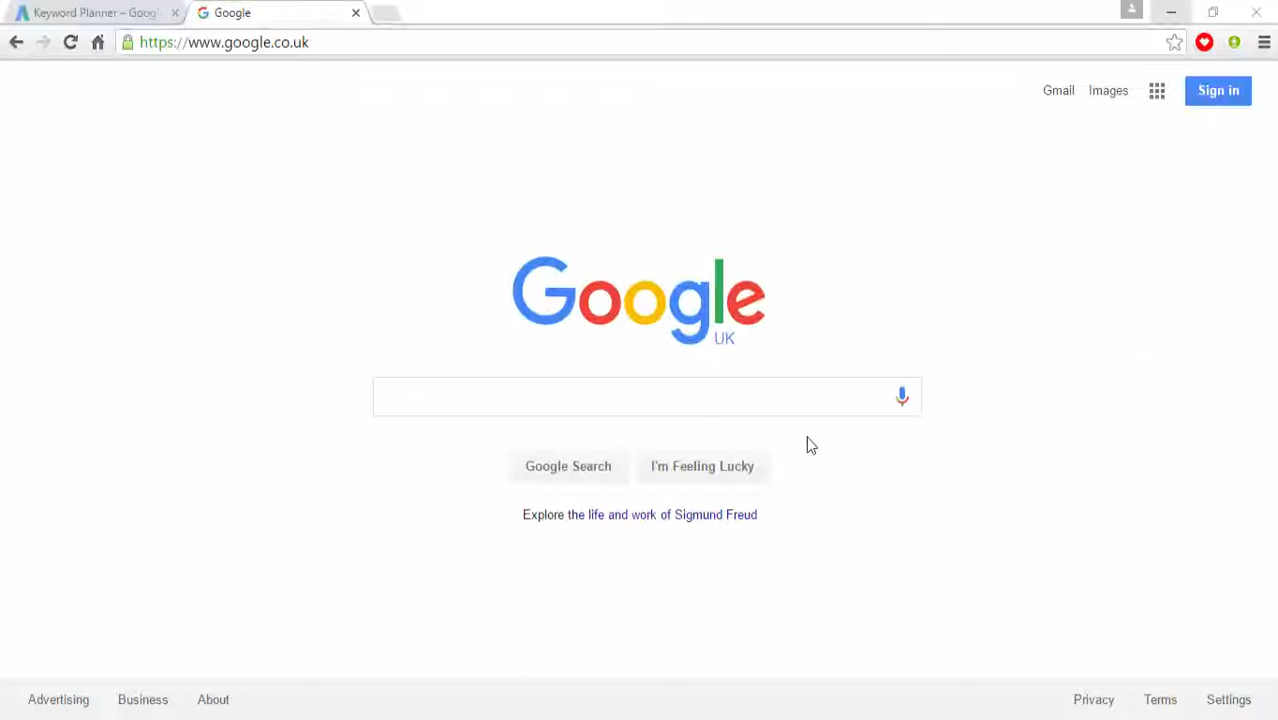 Keyword Planner – Googl
Google
https://www.google.co.uk
Gmail Images Sign in
Google
UK
Google Search I'm Feeling Lucky
Explore the life and work of Sigmund Freud
Advertising Business About Privacy Terms Settings